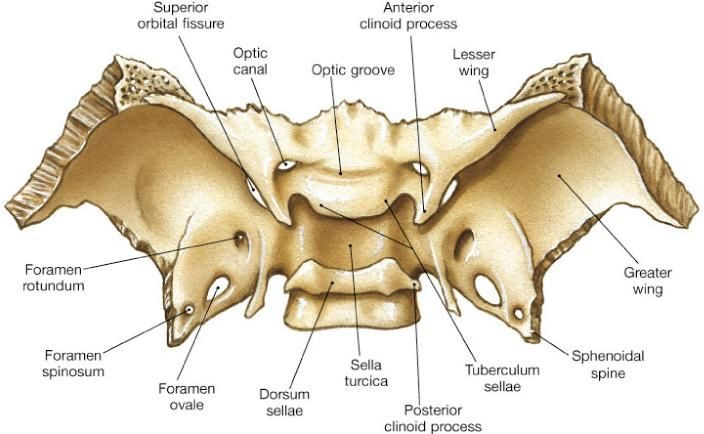 Superior
orbital fissure
Anterior
clinoid process
Optic
canal
Optic groove
Lesser
wing
Foramen
rotundum
Greater
wing
Foramen
spinosum
Foramen
ovale
Dorsum
sellae
Sella
turcica
Posterior
clinoid process
Tuberculum
sellae
Sphenoidal
spine